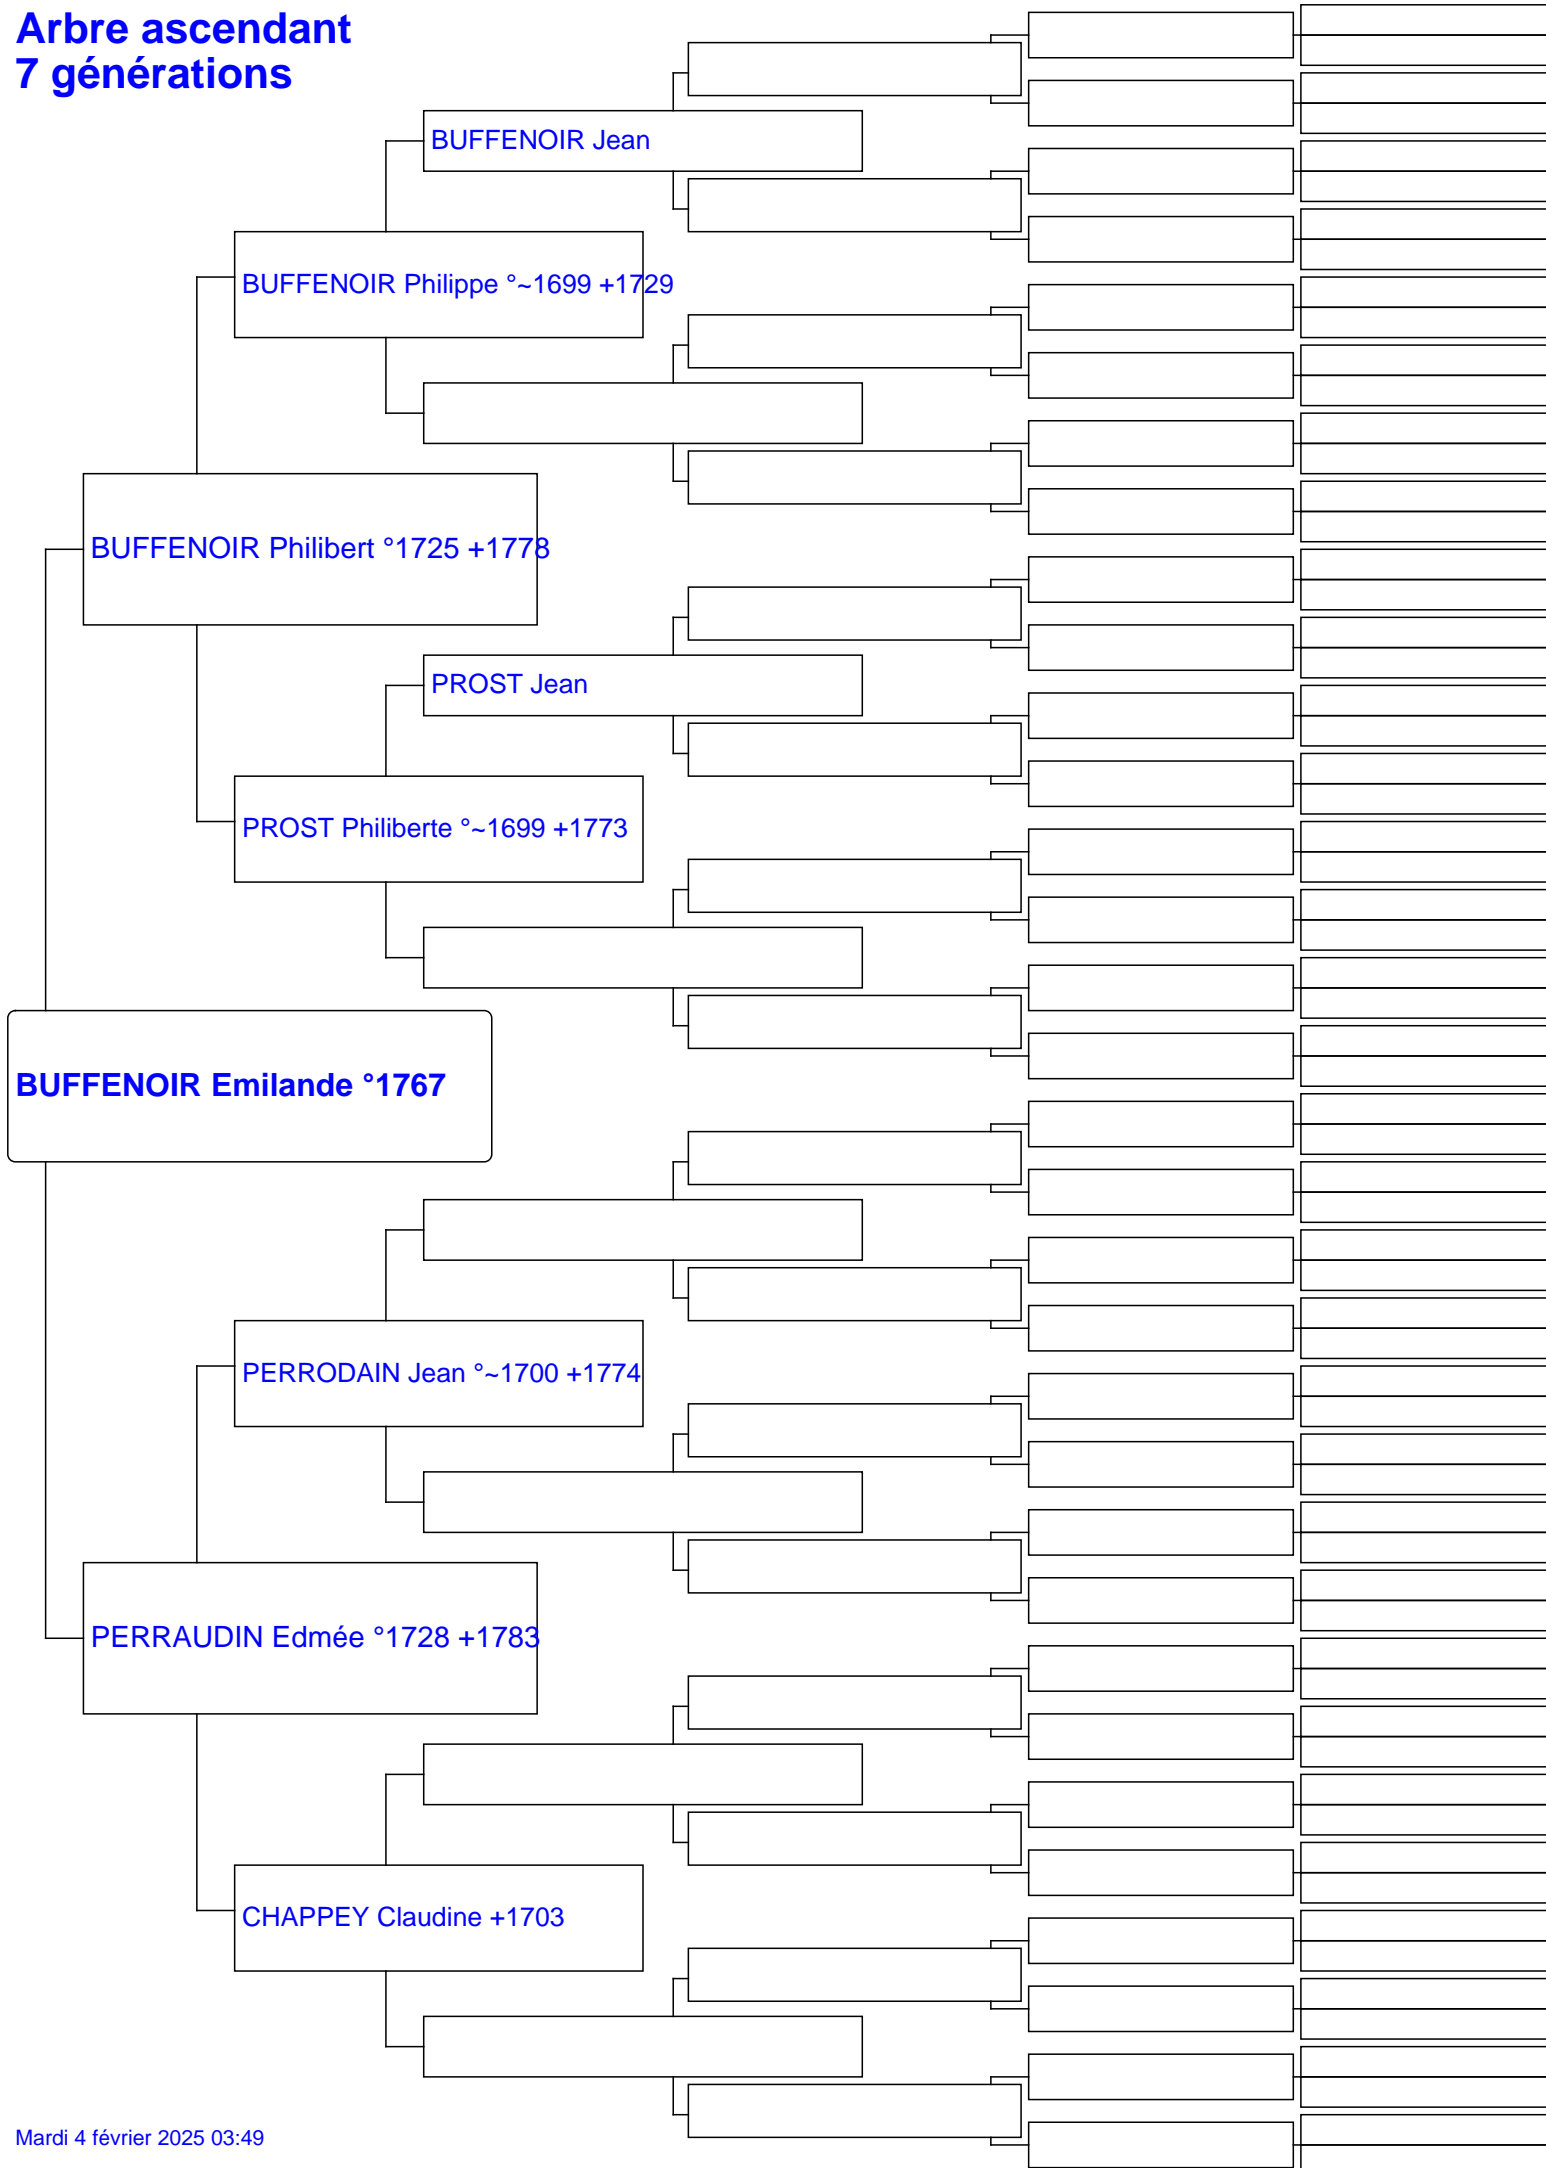 Arbre ascendant
7 générations
BUFFENOIR Jean
BUFFENOIR Philippe °~1699 +1729
BUFFENOIR Philibert °1725 +1778
PROST Jean
PROST Philiberte °~1699 +1773
BUFFENOIR Emilande °1767
PERRODAIN Jean °~1700 +1774
PERRAUDIN Edmée °1728 +1783
CHAPPEY Claudine +1703
Mardi 4 février 2025 03:49